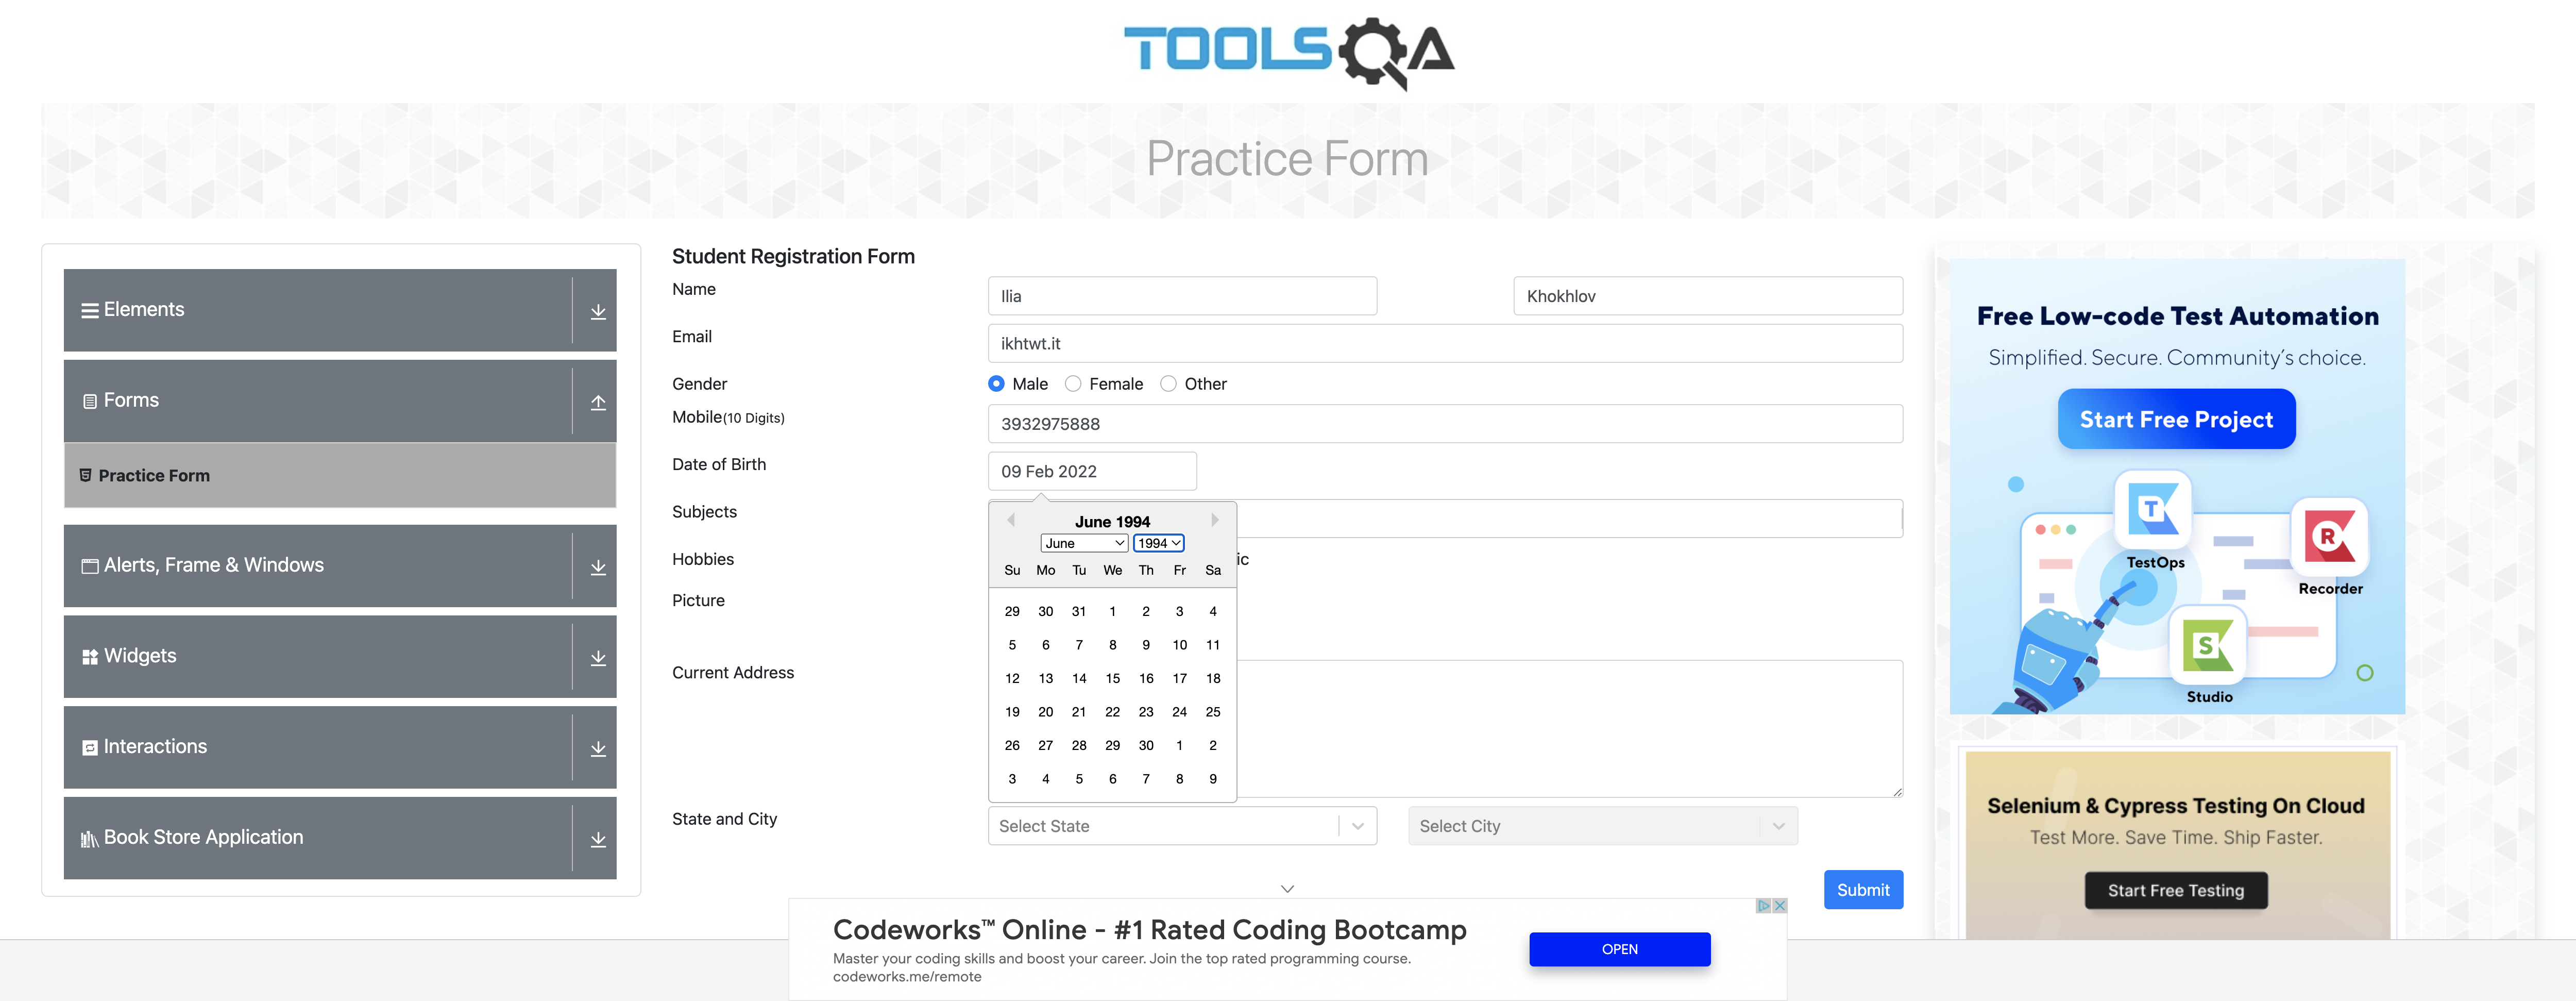 TOOLSQA
Practice Form
Elements
Forms
Practice Form
Alerts, Frame & Windows
Widgets
Interactions
Book Store Application
Student Registration Form
Name
Ilia
Khokhlov
Email
ikhtwt.it
Gender
Male
Female
Other
Mobile(10 Digits)
3932975888
Date of Birth
09 Feb 2022
Subjects
June 1994
June
1994
Su Mo Tu We Th Fr Sa
29 30 31 1 2 3 4
5 6 7 8 9 10 11
12 13 14 15 16 17 18
19 20 21 22 23 24 25
26 27 28 29 30 1 2
3 4 5 6 7 8 9
Hobbies
ic
Picture
Current Address
State and City
Select State
Select City
Submit
Free Low-code Test Automation
Simplified. Secure. Community's choice.
Start Free Project
T
TestOps
R
Recorder
S
Studio
Selenium & Cypress Testing On Cloud
Test More. Save Time. Ship Faster.
Start Free Testing
Codeworks™ Online - #1 Rated Coding Bootcamp
Master your coding skills and boost your career. Join the top rated programming course.
codeworks.me/remote
OPEN